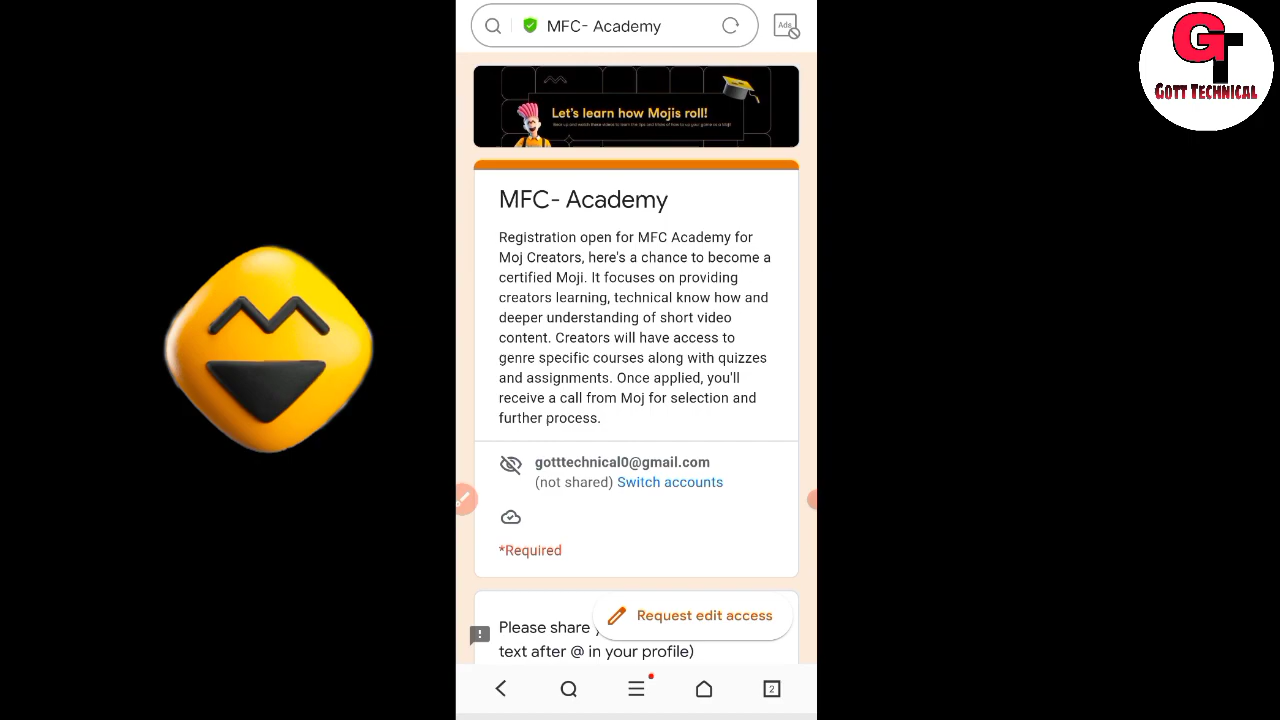 MFC- Academy
Ads
GT
GOTT TECHNICAL
Let's learn how Mojis roll!
MFC- Academy
Registration open for MFC Academy for
Moj Creators, here's a chance to become a
certified Moji. It focuses on providing
creators learning, technical know how and
deeper understanding of short video
content. Creators will have access to
genre specific courses along with quizzes
and assignments. Once applied, you'll
receive a call from Moj for selection and
further process.
gotttechnical0@gmail.com
(not shared) Switch accounts
*Required
Request edit access
Please share
text after @ in your profile)
2